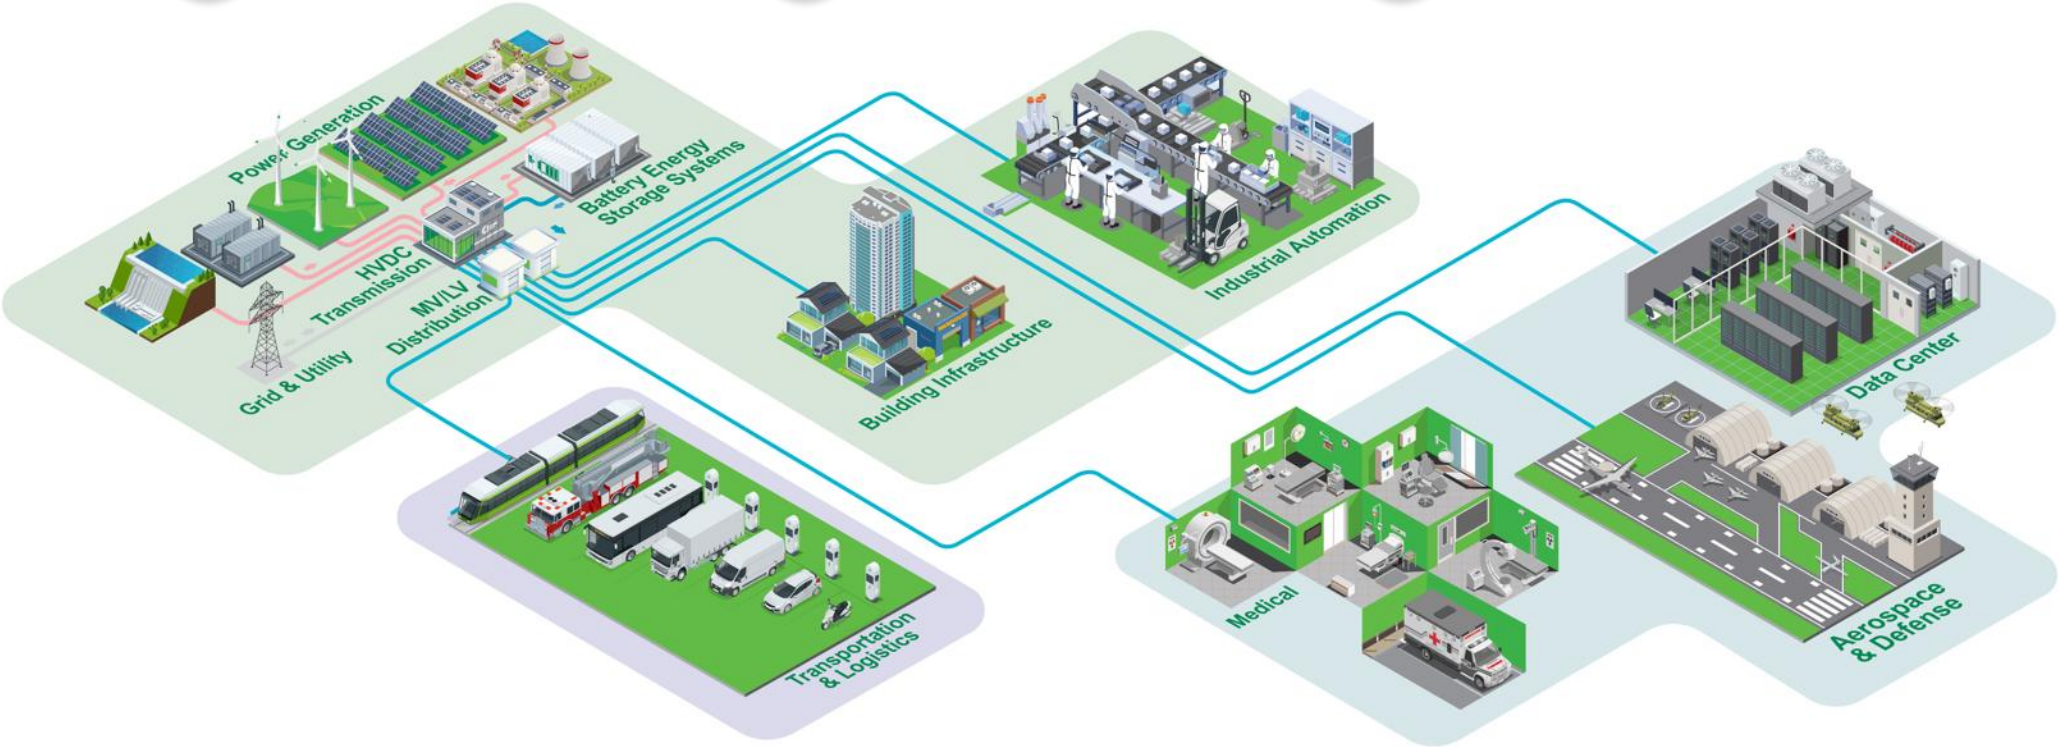 Power Generation
Battery Energy
Storage Systems
HVDC
Transmission
MV/LV
Distribution
Grid & Utility
Building Infrastructure
Industrial Automation
Data Center
Transportation
& Logistics
Medical
Aerospace
& Defense